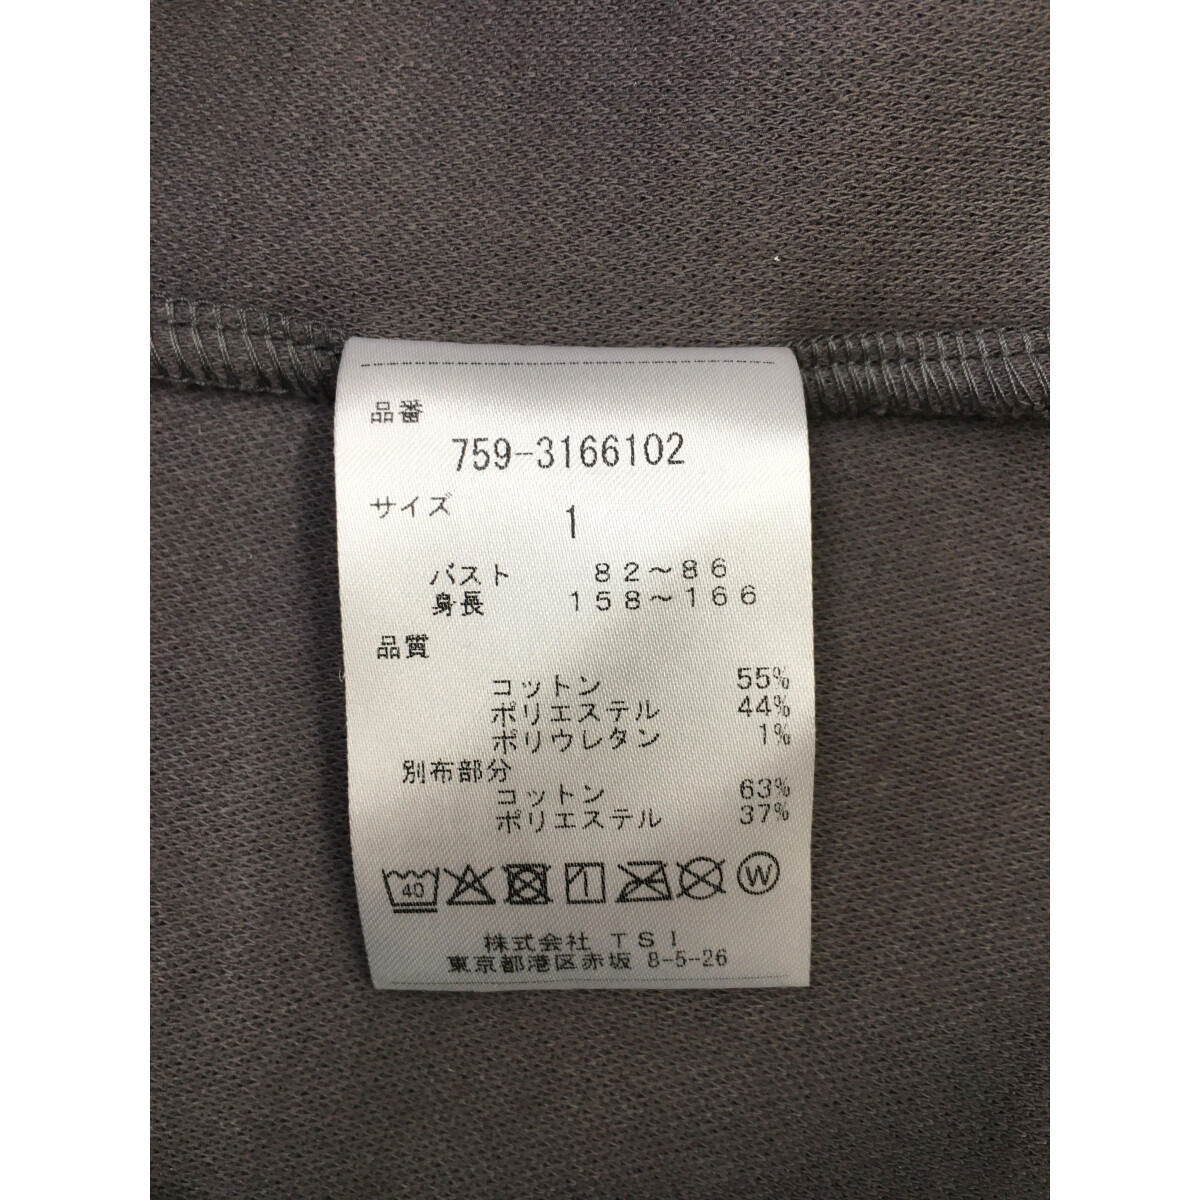 品番
759-3166102
サイズ 1
バスト 82〜86
身長 158〜166
品質
コットン 55%
ポリエステル 44%
ポリウレタン 1%
別布部分
コットン 63%
ポリエステル 37%
40 W
株式会社 TSI
東京都港区赤坂 8-5-26